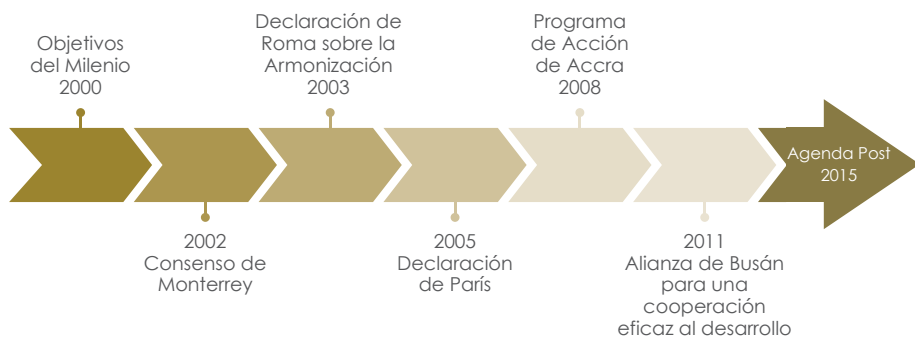 Objetivos
del Milenio
2000
2002
Consenso de
Monterrey
Declaración de
Roma sobre la
Armonización
2003
2005
Declaración
de París
Programa
de Acción
de Accra
2008
2011
Alianza de Busán
para una
cooperación
eficaz al desarrollo
Agenda Post
2015